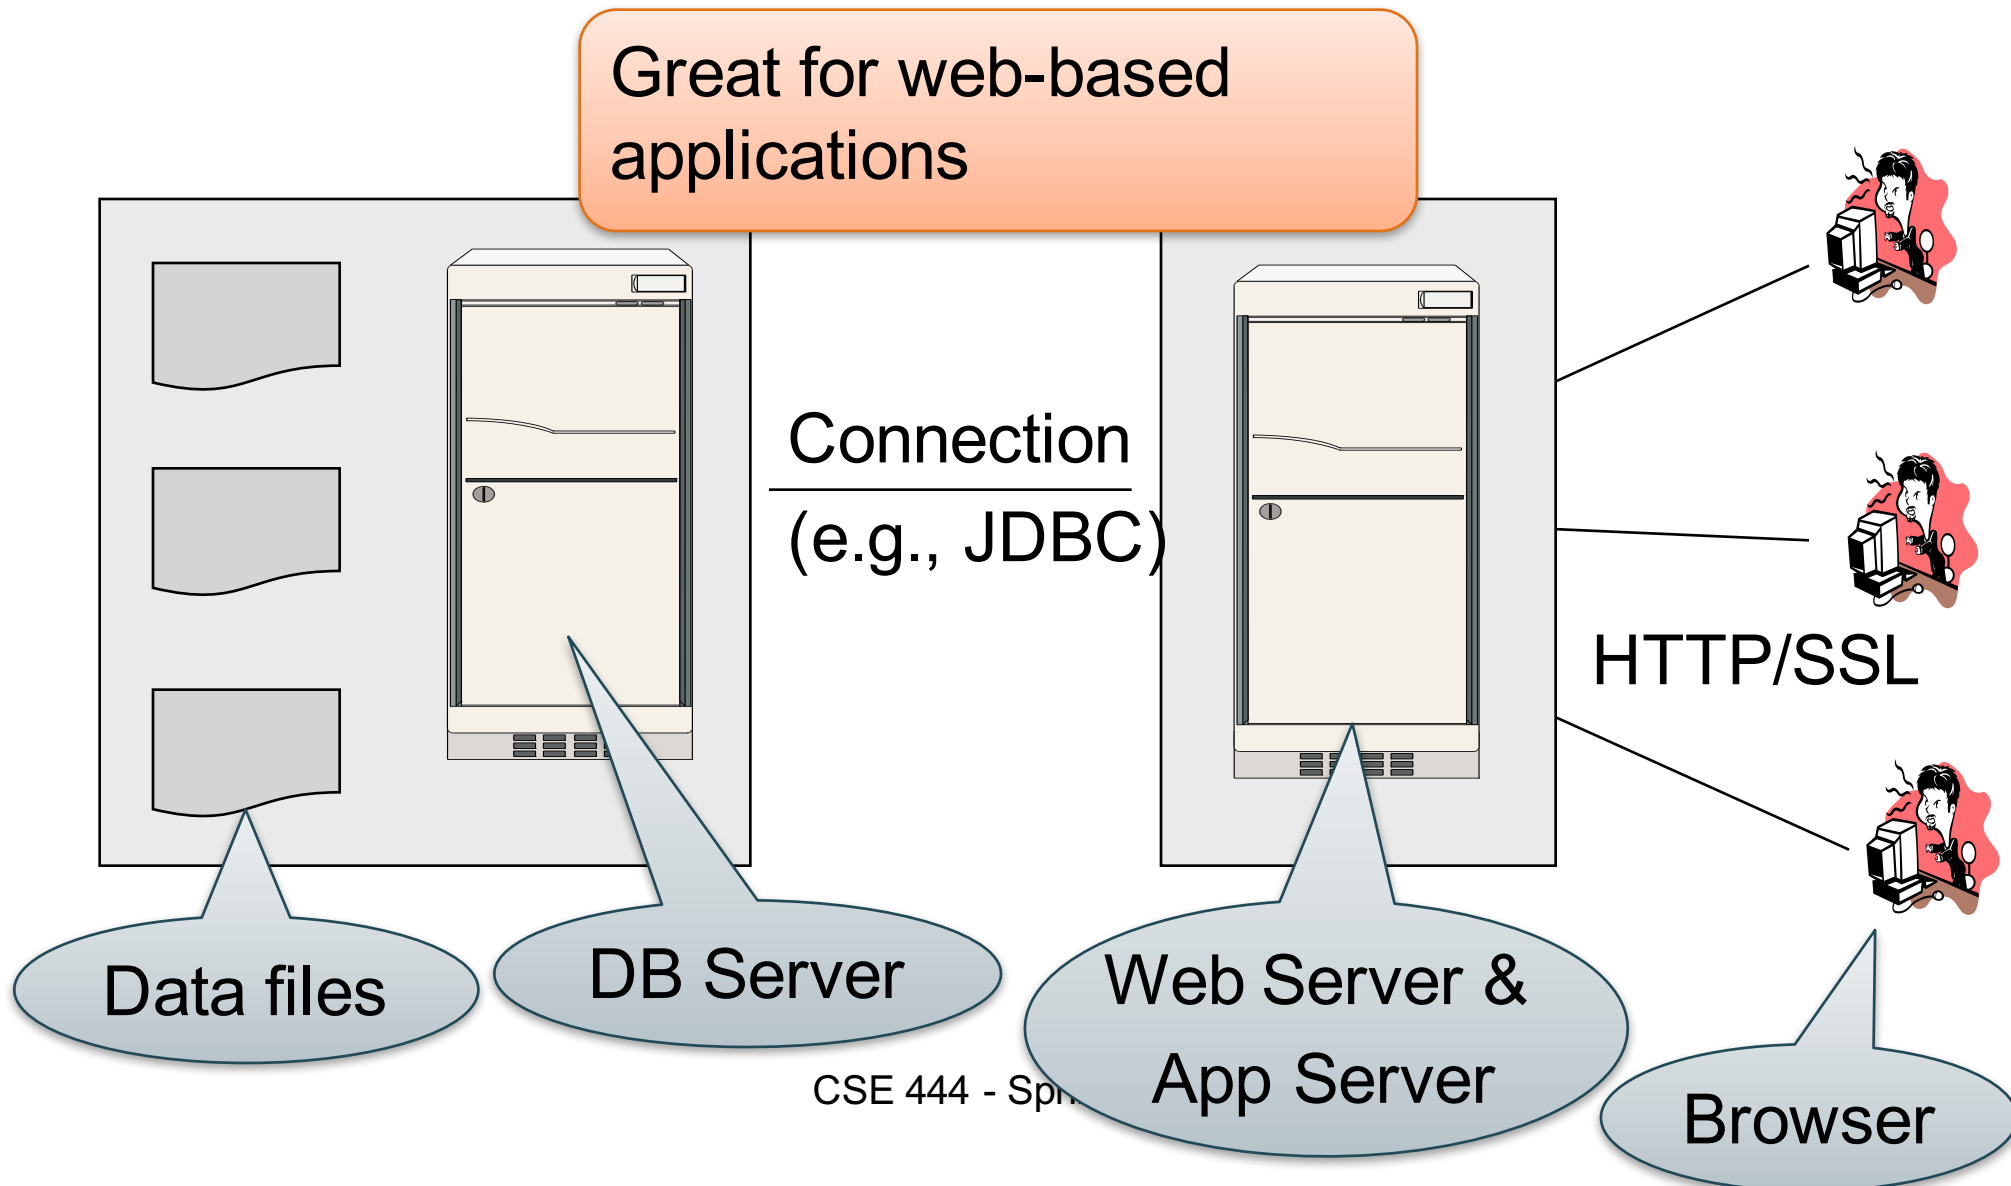 Great for web-based
applications
Connection
(e.g., JDBC)
HTTP/SSL
Data files
DB Server
Web Server &
App Server
Browser
CSE 444 -